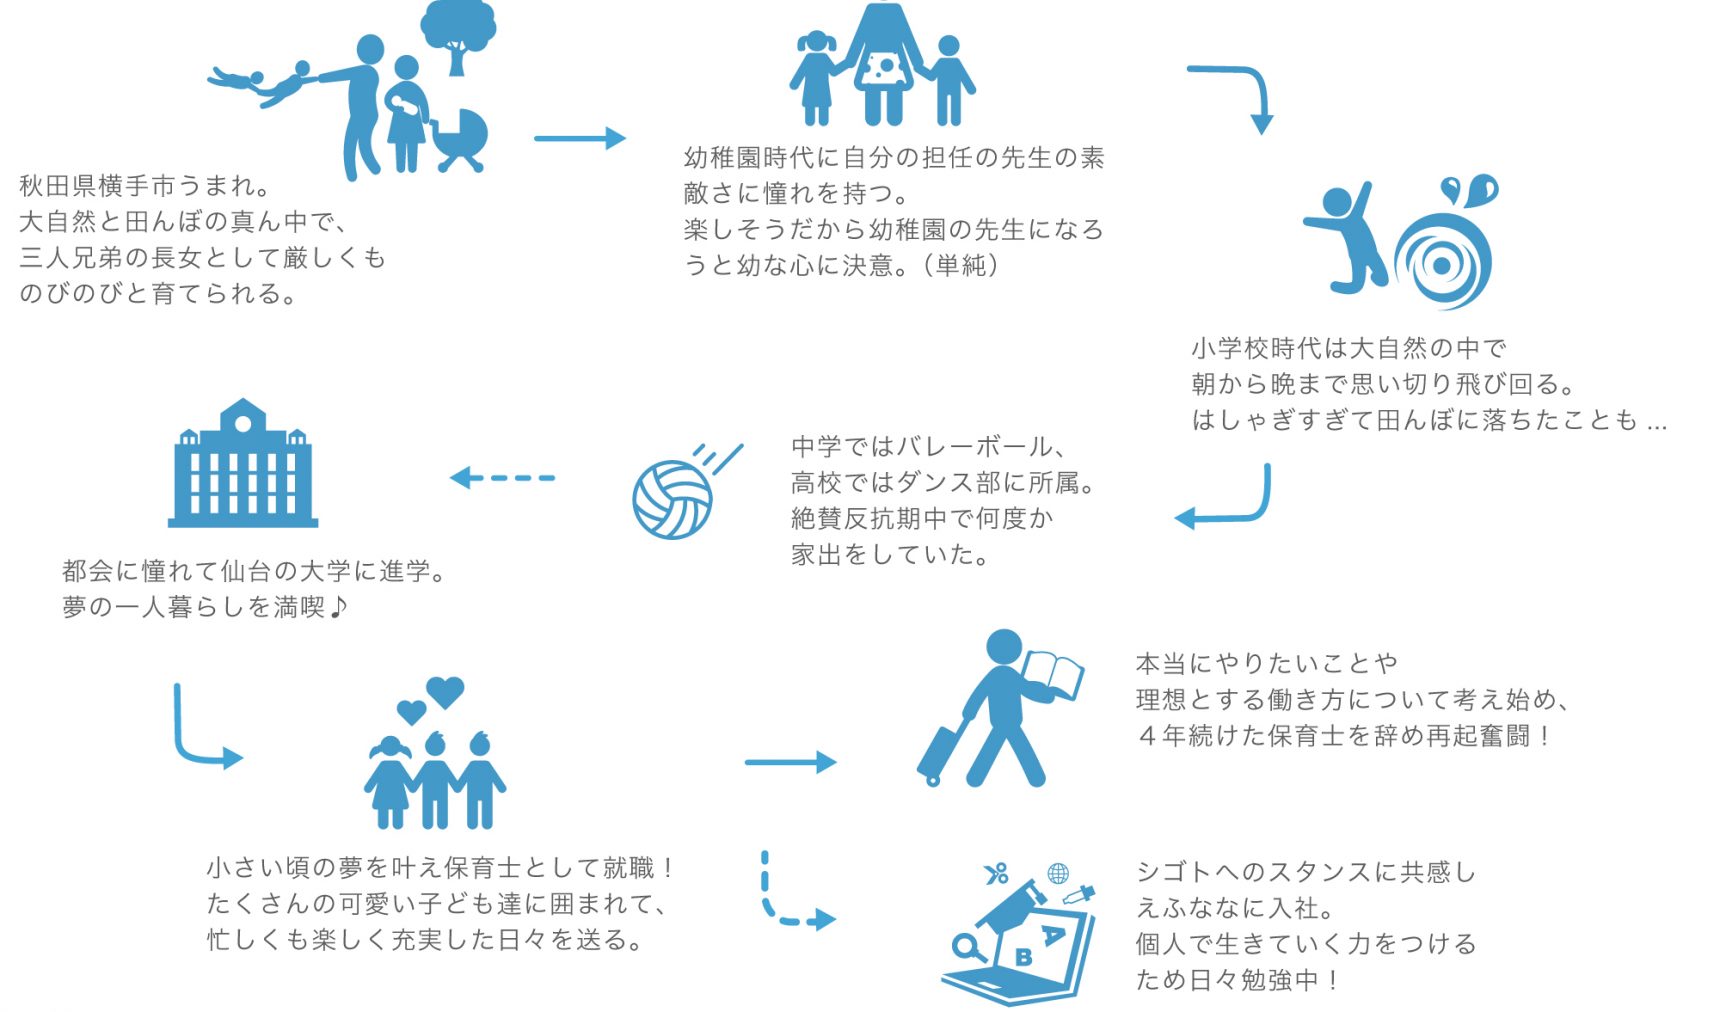 秋田県横手市うまれ。
大自然と田んぼの真ん中で、
三人兄弟の長女として厳しくも
のびのびと育てられる。
幼稚園時代に自分の担任の先生の素
敵さに憧れを持つ。
楽しそうだから幼稚園の先生になろ
うと幼な心に決意。（単純）
小学校時代は大自然の中で
朝から晩まで思い切り飛び回る。
はしゃぎすぎて田んぼに落ちたことも...
中学ではバレーボール、
高校ではダンス部に所属。
絶賛反抗期中で何度か
家出をしていた。
都会に憧れて仙台の大学に進学。
夢の一人暮らしを満喫♪
小さい頃の夢を叶え保育士として就職！
たくさんの可愛い子ども達に囲まれて、
忙しくも楽しく充実した日々を送る。
本当にやりたいことや
理想とする働き方について考え始め、
４年続けた保育士を辞め再起奮闘！
シゴトへのスタンスに共感し
えふななに入社。
個人で生きていく力をつける
ため日々勉強中！
A
B